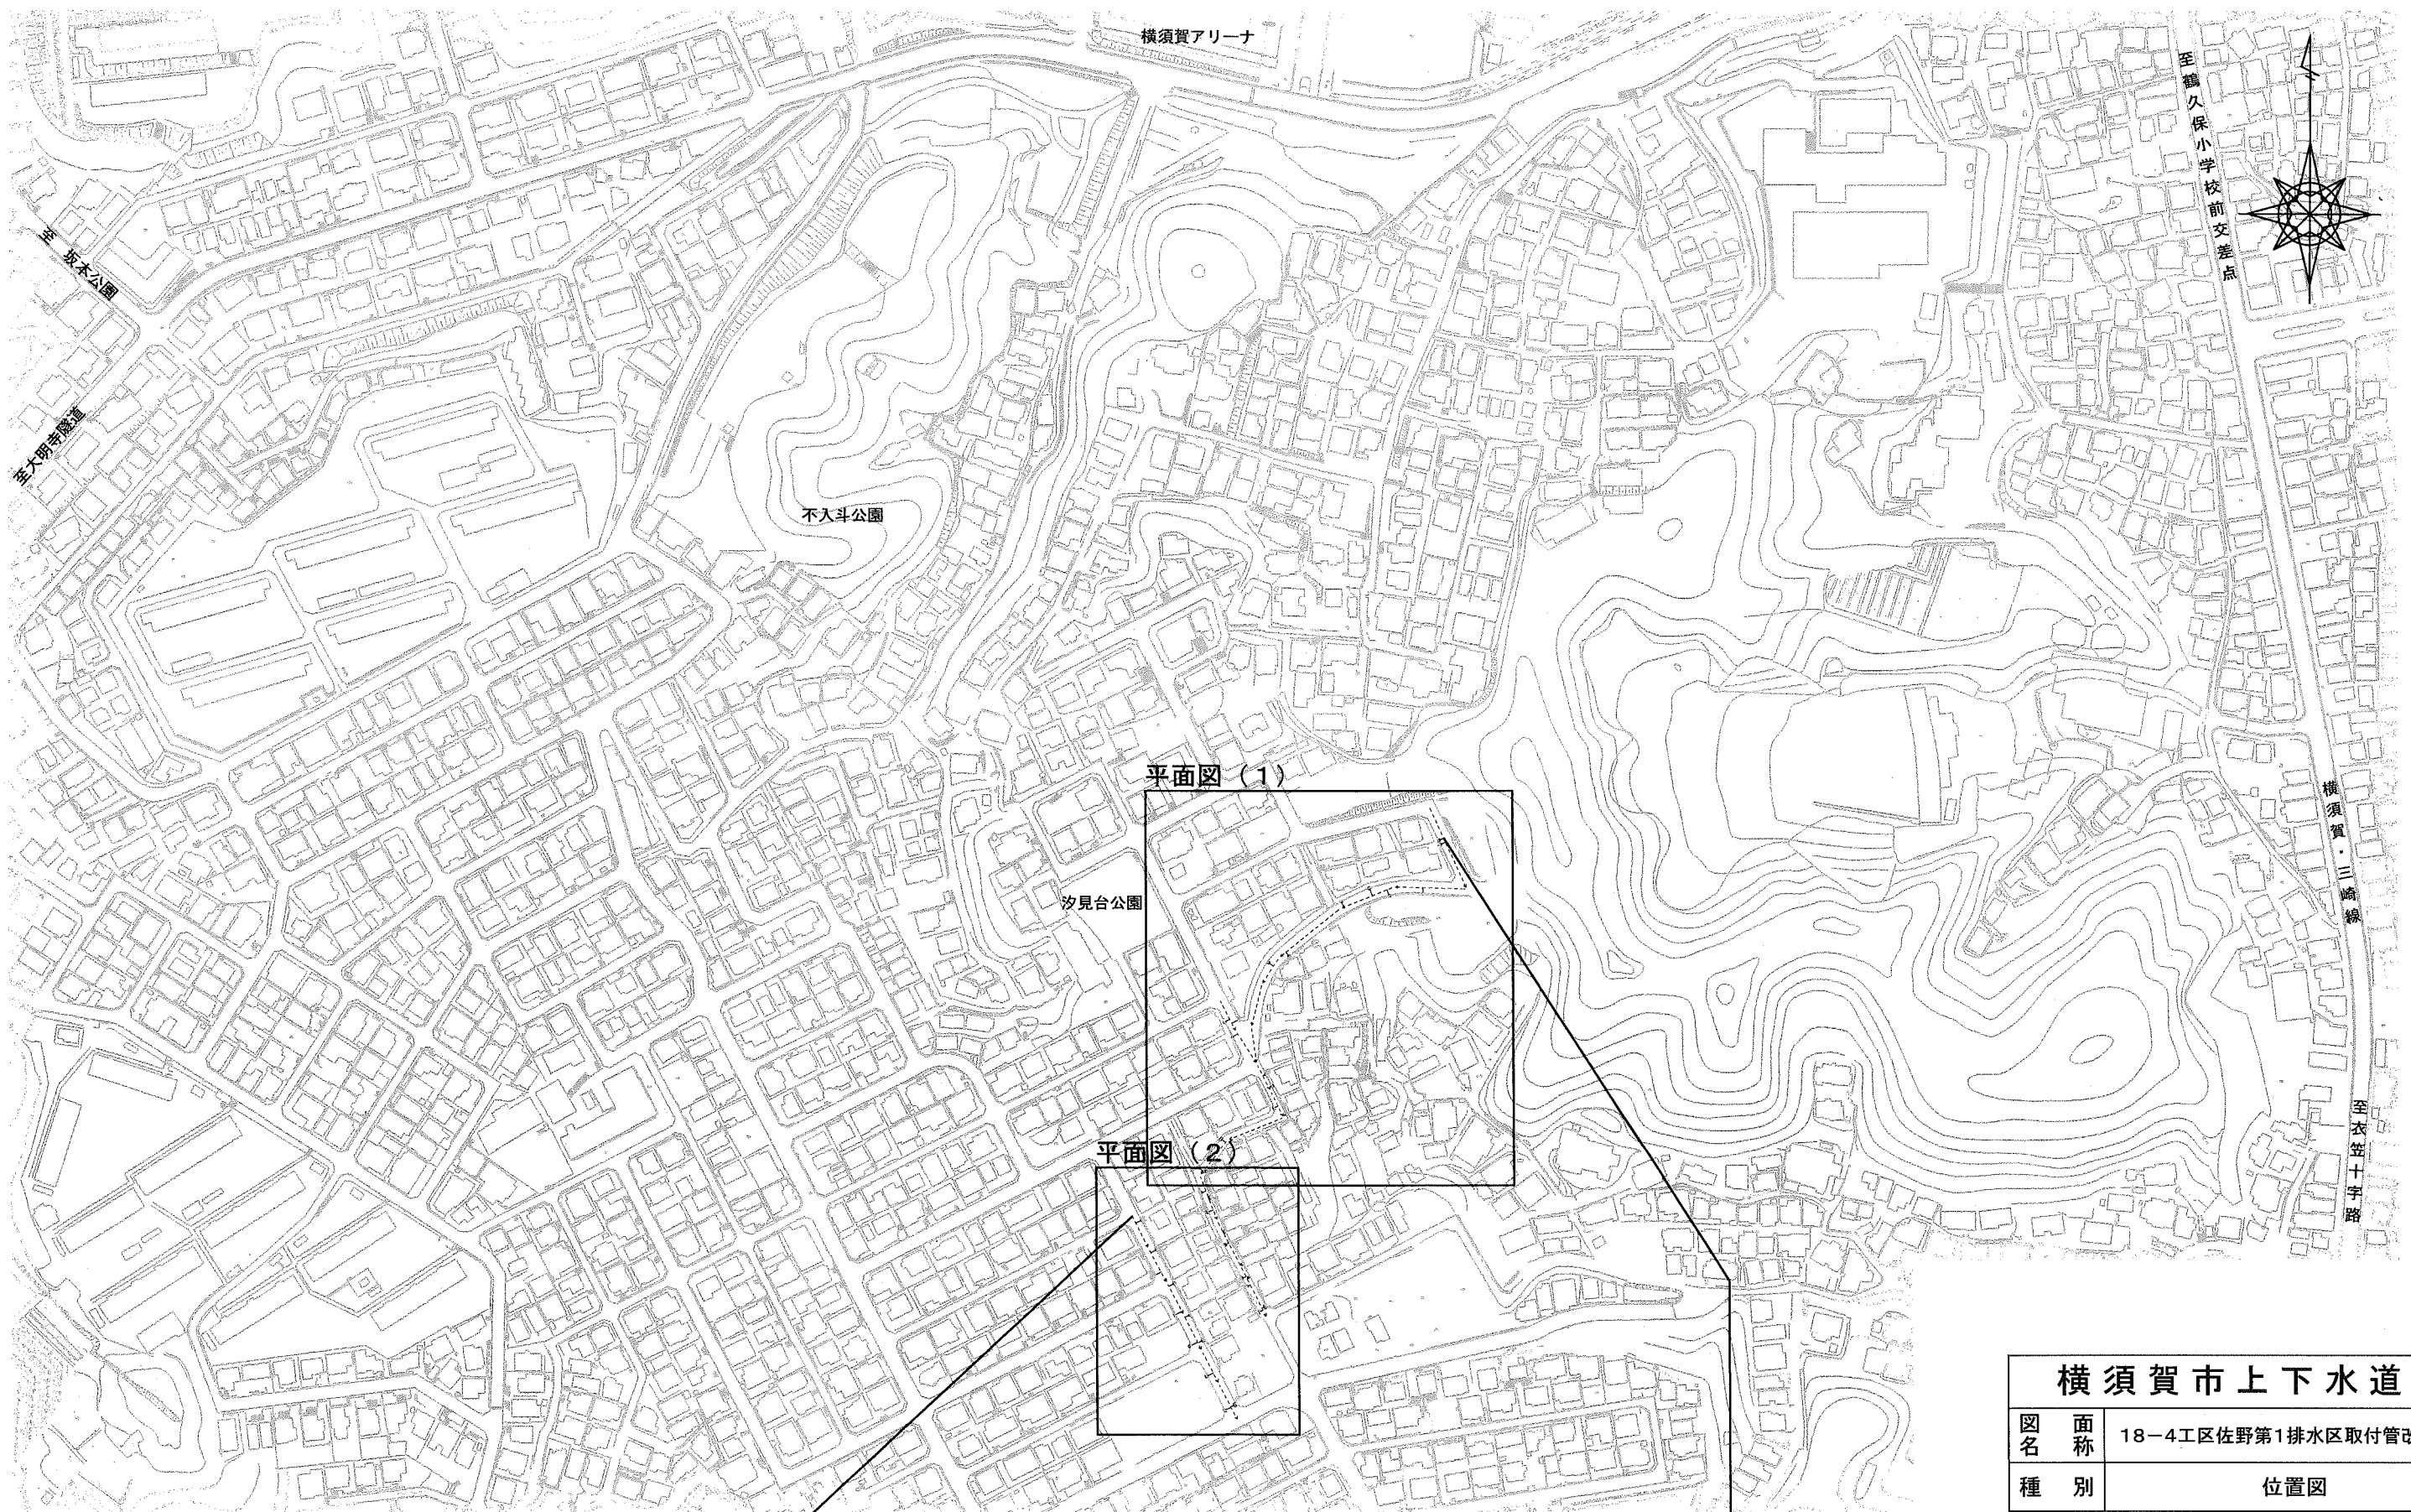 横須賀アリーナ
至鶴久保小学校前交差点
至 坂本公園
至大明寺隧道
不入斗公園
平面図（１）
横須賀・三崎線
汐見台公園
至衣笠十字路
平面図（２）
横須賀市上下水道
図面名称 18－4工区佐野第1排水区取付管改
種別 位置図